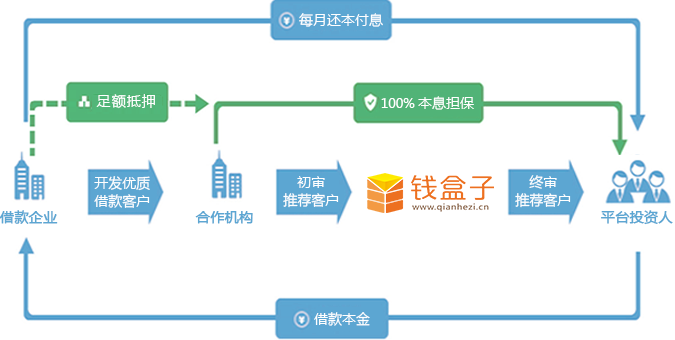 每月还本付息
足额抵押
100% 本息担保
开发优质
借款客户
初审
推荐客户
钱盒子
www.qianhezi.cn
终审
推荐客户
借款企业
合作机构
平台投资人
借款本金